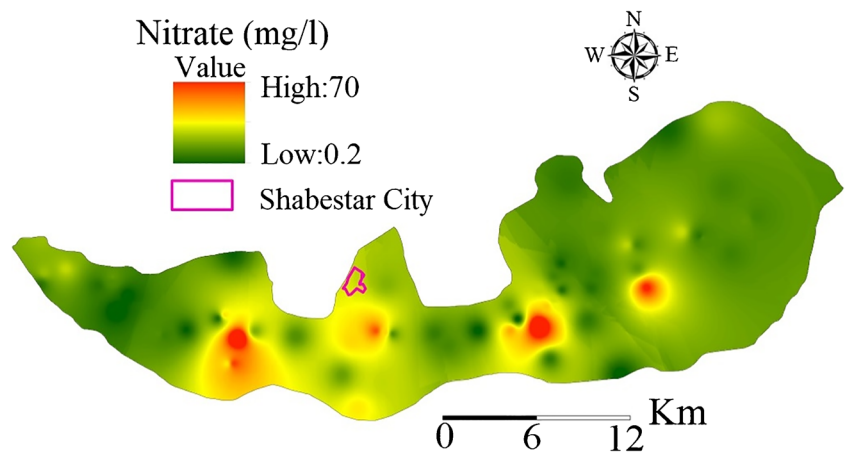 Nitrate (mg/l)
Value
High:70
Low:0.2
Shabestar City
N
W E
S
Km
0 6 12